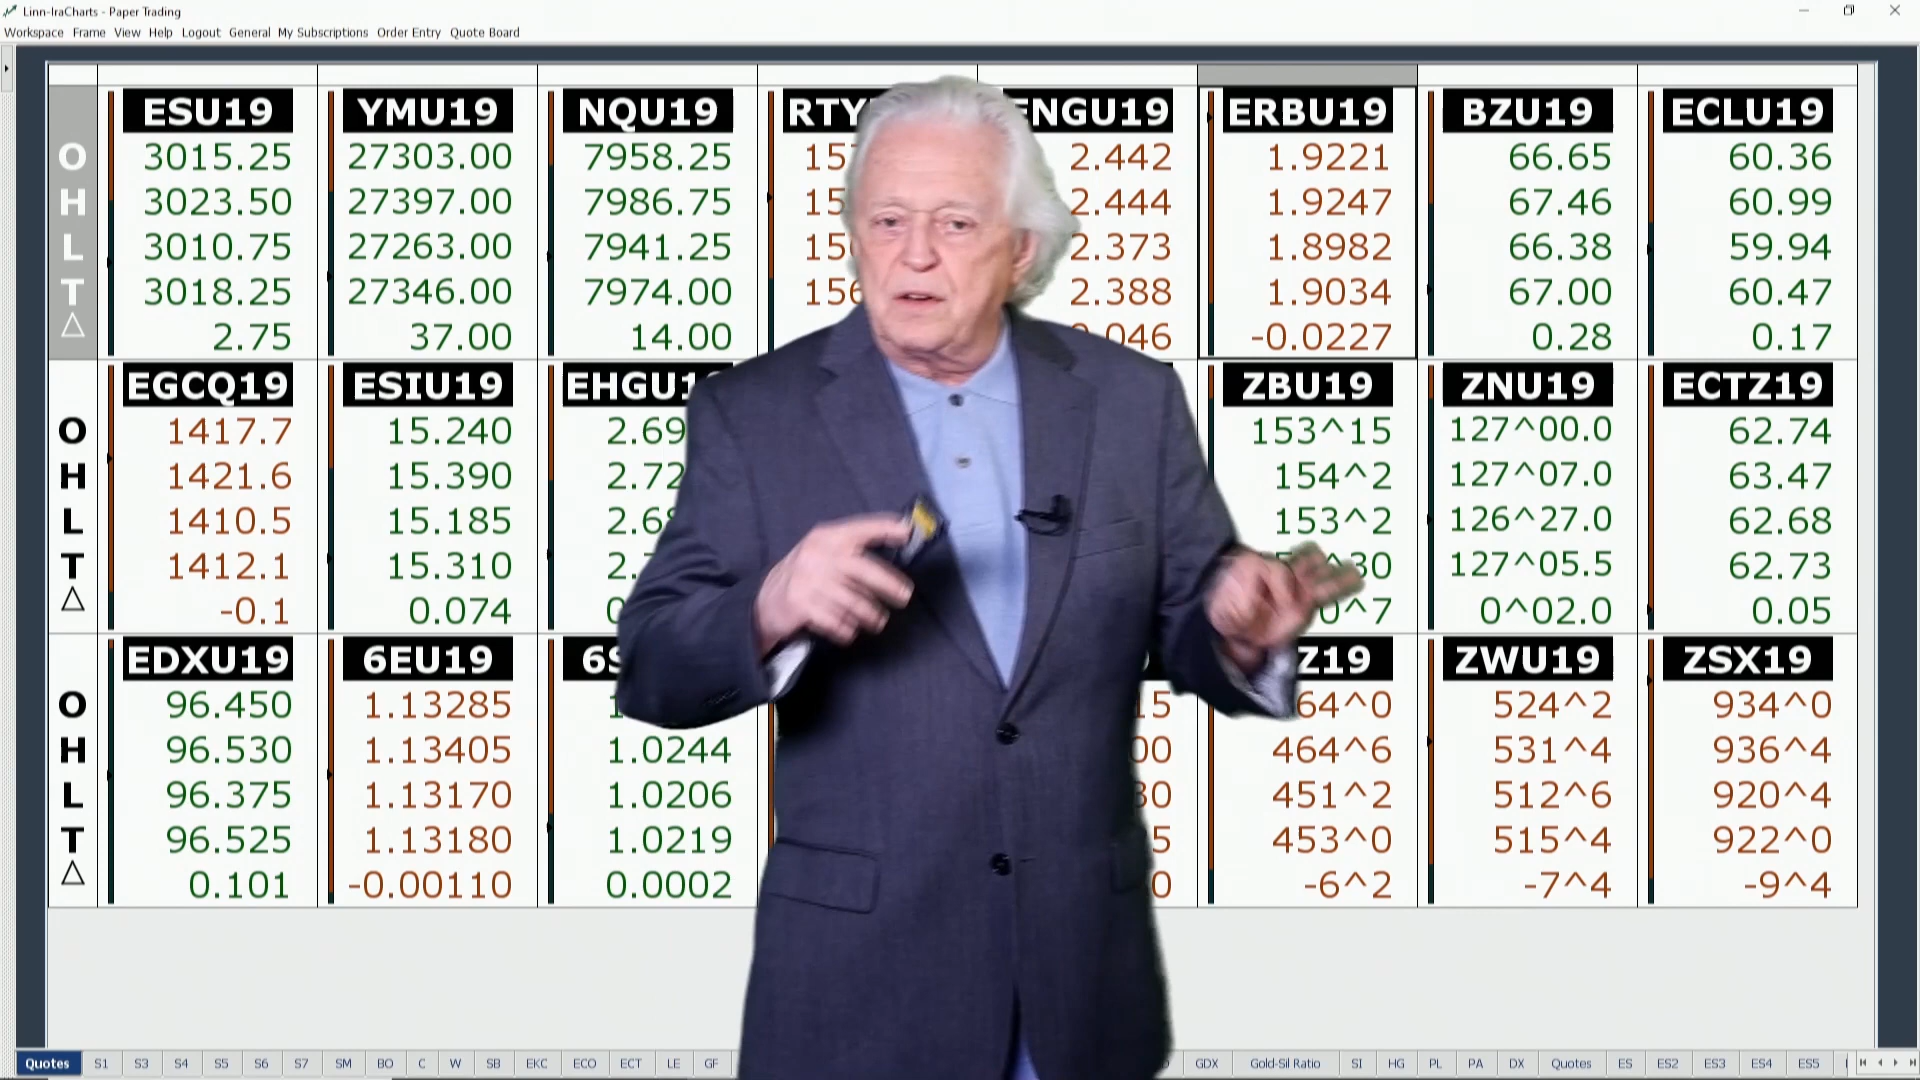 Linn-IraCharts - Paper Trading
Workspace Frame View Help Logout General My Subscriptions Order Entry Quote Board
ESU19 YMU19 NQU19 ENGU19 ERBU19 BZU19 ECLU19
O 3015.25 27303.00 7958.25 2.442 1.9221 66.65 60.36
H 3023.50 27397.00 7986.75 2.444 1.9247 67.46 60.99
L 3010.75 27263.00 7941.25 2.373 1.8982 66.38 59.94
T 3018.25 27346.00 7974.00 2.388 1.9034 67.00 60.47
△ 2.75 37.00 14.00 -0.0227 0.28 0.17
EGCQ19 ESIU19 ZBU19 ZNU19 ECTZ19
O 1417.7 15.240 153^15 127^00.0 62.74
H 1421.6 15.390 154^2 127^07.0 63.47
L 1410.5 15.185 153^2 126^27.0 62.68
T 1412.1 15.310 127^05.5 62.73
△ -0.1 0.074 0^7 0^02.0 0.05
EDXU19 6EU19 ZWU19 ZSX19
O 96.450 1.13285 524^2 934^0
H 96.530 1.13405 1.0244 464^6 531^4 936^4
L 96.375 1.13170 1.0206 451^2 512^6 920^4
T 96.525 1.13180 1.0219 453^0 515^4 922^0
△ 0.101 -0.00110 0.0002 -6^2 -7^4 -9^4
Quotes S1 S3 S4 S5 S6 S7 SM BO C W SB EKC ECO ECT LE GF GDX Gold-Sil Ratio SI HG PL PA DX Quotes ES ES2 ES3 ES4 ES5